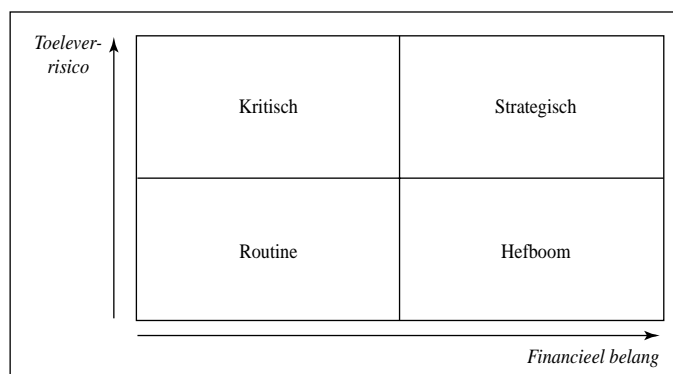 Toelever-
risico
Kritisch
Strategisch
Routine
Hefboom
Financieel belang